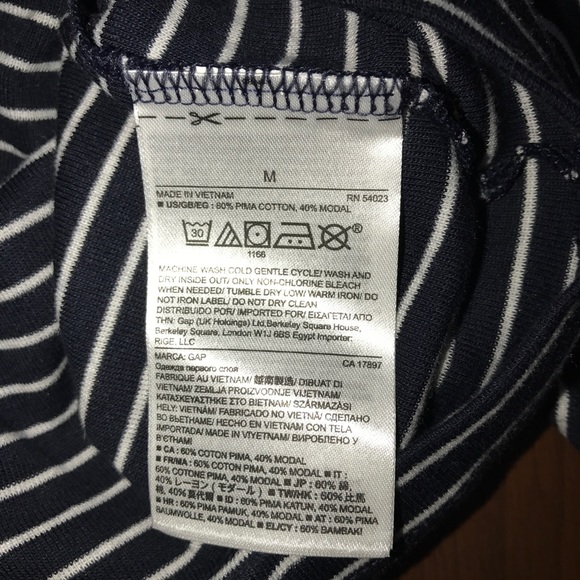 M
MADE IN VIETNAM RN 54023
■ US/GB/EG : 60% PIMA COTTON, 40% MODAL
30
1166
MACHINE WASH COLD GENTLE CYCLE/ WASH AND
DRY INSIDE OUT/ ONLY NON-CHLORINE BLEACH
WHEN NEEDED/ TUMBLE DRY LOW/ WARM IRON/ DO
NOT IRON LABEL/ DO NOT DRY CLEAN
DISTRIBUIDO POR/ IMPORTED FOR/ ΕΙΣΑΓΕΤΑΙ ΑΠΟ
ΤΗΝ: Gap (UK Holdings) Ltd, Berkeley Square House,
Berkeley Square, London W1J 6BS Egypt Importer:
RIGE, LLC
MARCA: GAP CA 17897
Одежда первого слоя
FABRIQUE AU VIETNAM/ 越南製造/ DIBUAT DI
VIETNAM/ ZEMLJA PROIZVODNJE VIJETNAM/
ΚΑΤΑΣΚΕΥΑΣΤΗΚΕ ΣΤΟ ΒΙΕΤΝΑΜ/ SZÁRMAZÁSI
HELY: VIETNÁM/ FABRICADO NO VIETNÃ/ СДЕЛАНО
ВО ВЬЕТНАМЕ/ HECHO EN VIETNAM CON TELA
IMPORTADA/ MADE IN VIYETNAM/ ВИРОБЛЕНО У
В'ЄТНАМІ
■ CA : 60% COTON PIMA, 40% MODAL
■ FR/MA : 60% COTON PIMA, 40% MODAL ■ IT :
60% COTONE PIMA, 40% MODAL ■ JP : 60% 綿,
40% レーヨン（モダール） ■ TW/HK : 60% 比馬
棉, 40% 莫代爾 ■ ID : 60% PIMA KATUN, 40% MODAL
■ HR : 60% PIMA PAMUK, 40% MODAL ■ AT : 60% PIMA
BAUMWOLLE, 40% MODAL ■ EL/CY : 60% ΒΑΜΒΑΚΙ